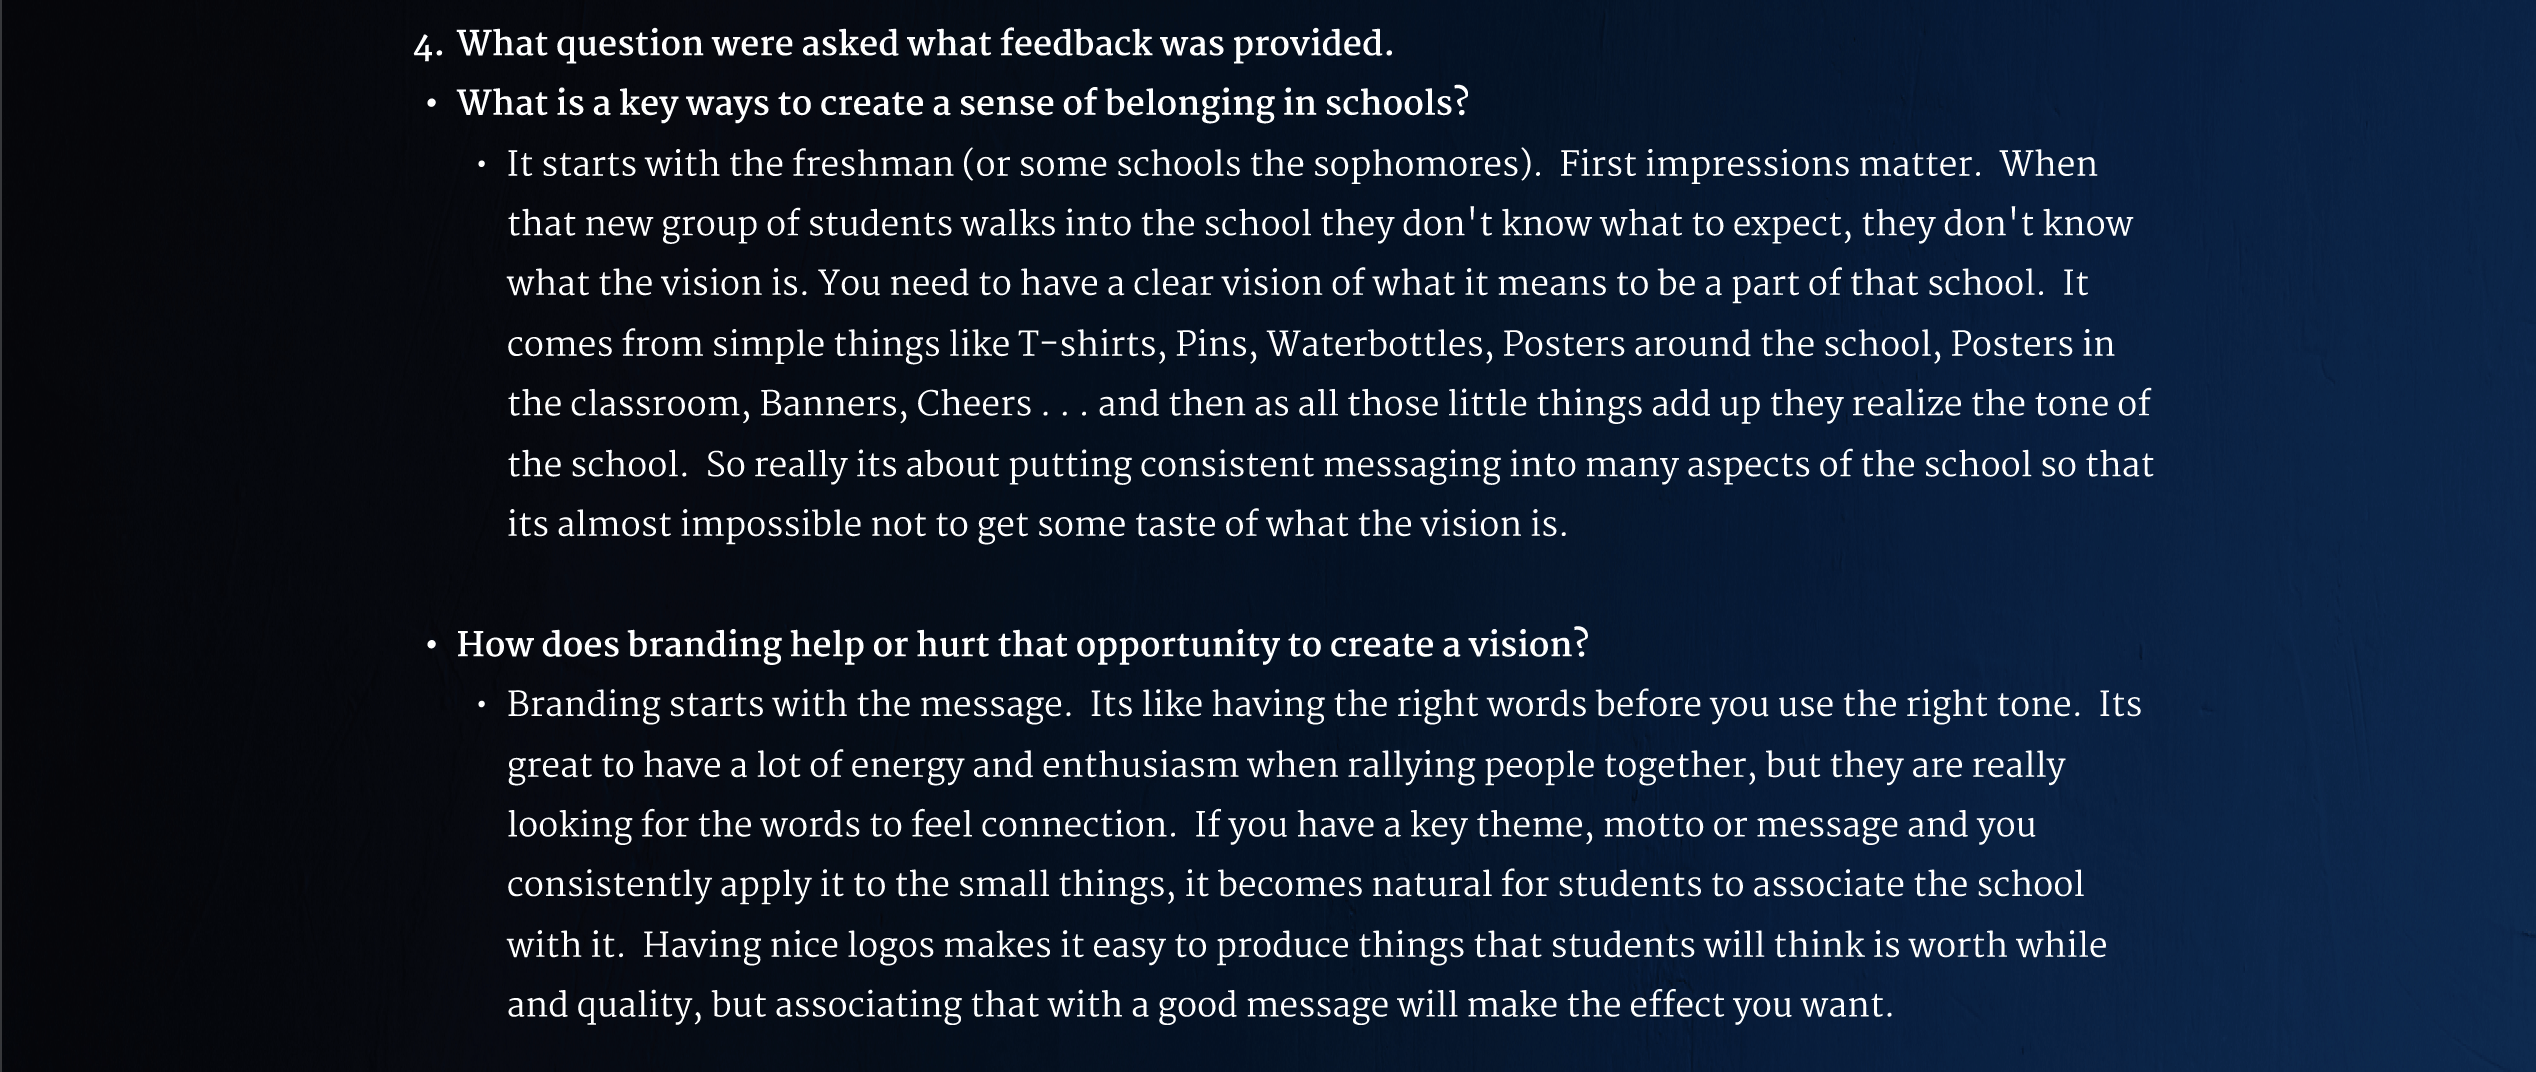 4. What question were asked what feedback was provided.
• What is a key ways to create a sense of belonging in schools?
• It starts with the freshman (or some schools the sophomores).  First impressions matter.  When
that new group of students walks into the school they don't know what to expect, they don't know
what the vision is. You need to have a clear vision of what it means to be a part of that school.  It
comes from simple things like T-shirts, Pins, Waterbottles, Posters around the school, Posters in
the classroom, Banners, Cheers . . . and then as all those little things add up they realize the tone of
the school.  So really its about putting consistent messaging into many aspects of the school so that
its almost impossible not to get some taste of what the vision is.
• How does branding help or hurt that opportunity to create a vision?
• Branding starts with the message.  Its like having the right words before you use the right tone.  Its
great to have a lot of energy and enthusiasm when rallying people together, but they are really
looking for the words to feel connection.  If you have a key theme, motto or message and you
consistently apply it to the small things, it becomes natural for students to associate the school
with it.  Having nice logos makes it easy to produce things that students will think is worth while
and quality, but associating that with a good message will make the effect you want.